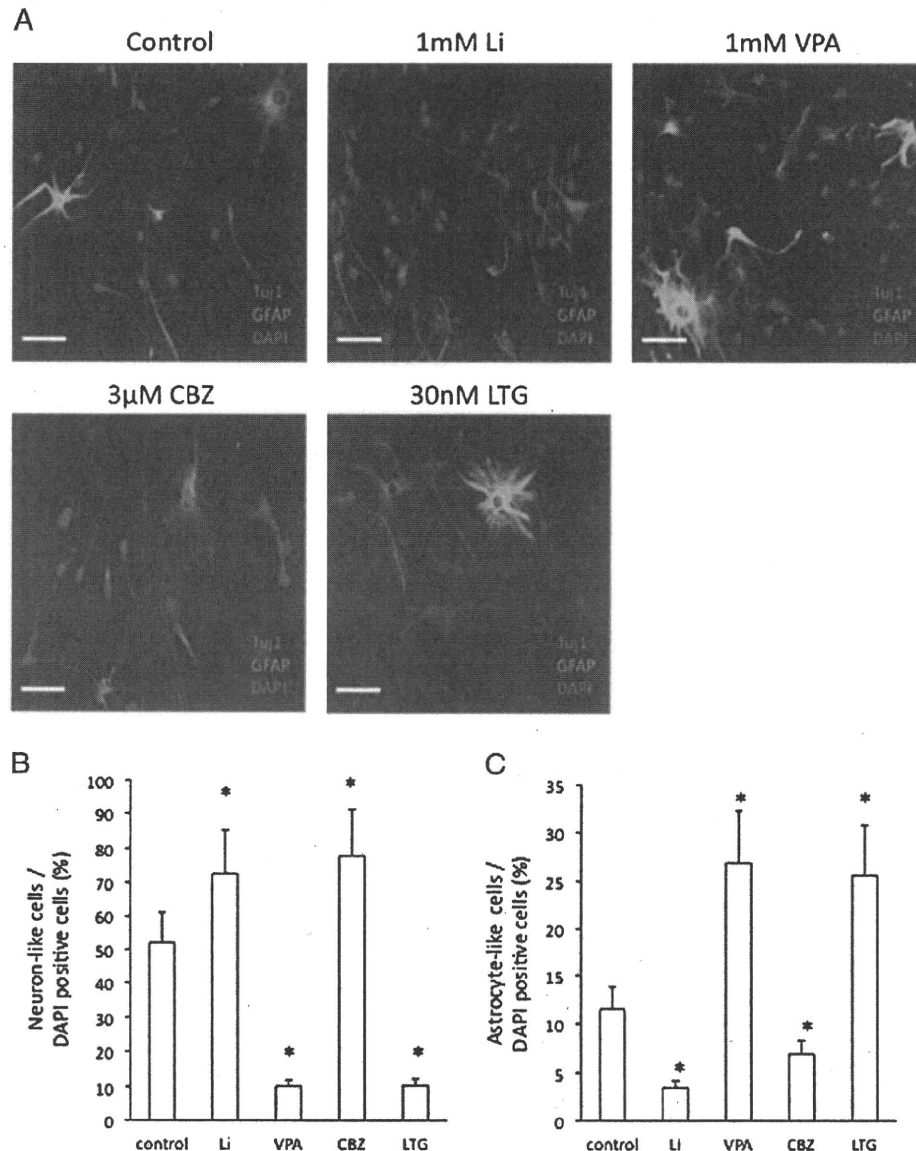 A
Control
1mM Li
1mM VPA
Tuj1
GFAP
DAPI
Tuj1
GFAP
DAPI
Tuj1
GFAP
DAPI
3μM CBZ
30nM LTG
Tuj1
GFAP
DAPI
Tuj1
GFAP
DAPI
B
Neuron-like cells /
DAPI positive cells (%)
100
90
80
70
60
50
40
30
20
10
0
*
*
*
*
control Li VPA CBZ LTG
C
Astrocyte-like cells /
DAPI positive cells (%)
35
30
25
20
15
10
5
0
*
*
*
*
control Li VPA CBZ LTG